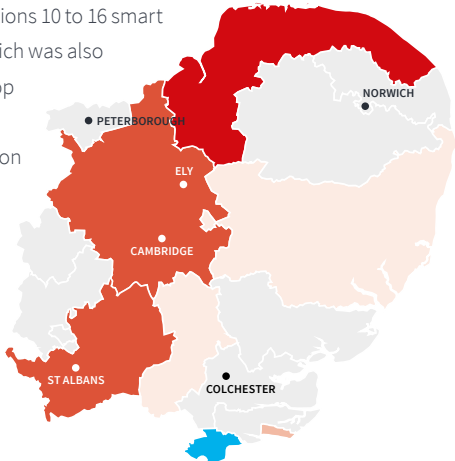 ions 10 to 16 smart
ich was also
op
on
NORWICH
PETERBOROUGH
ELY
CAMBRIDGE
ST ALBANS
COLCHESTER